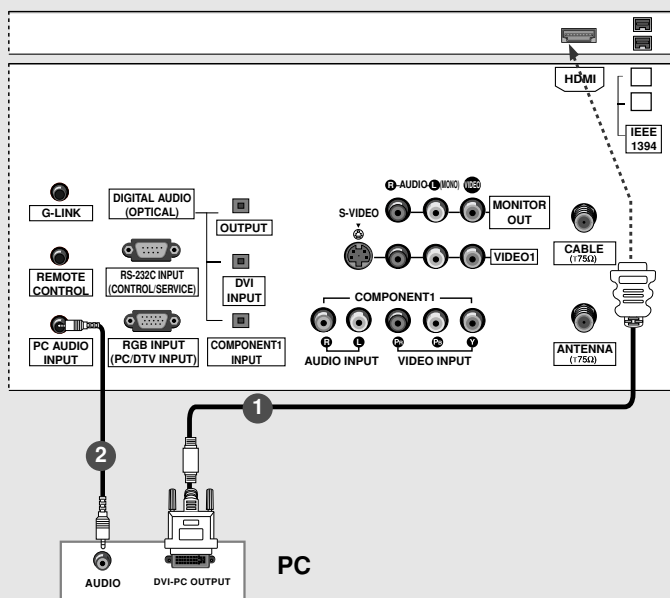 HDMI
IEEE
1394
G-LINK
DIGITAL AUDIO
(OPTICAL)
OUTPUT
R AUDIO L (MONO) VIDEO
S-VIDEO
MONITOR
OUT
REMOTE
CONTROL
RS-232C INPUT
(CONTROL/SERVICE)
DVI
INPUT
VIDEO1
CABLE
75Ω
PC AUDIO
INPUT
RGB INPUT
(PC/DTV INPUT)
COMPONENT1
INPUT
COMPONENT1
R L PR PB Y
AUDIO INPUT
VIDEO INPUT
ANTENNA
75Ω
1
2
AUDIO
DVI-PC OUTPUT
PC